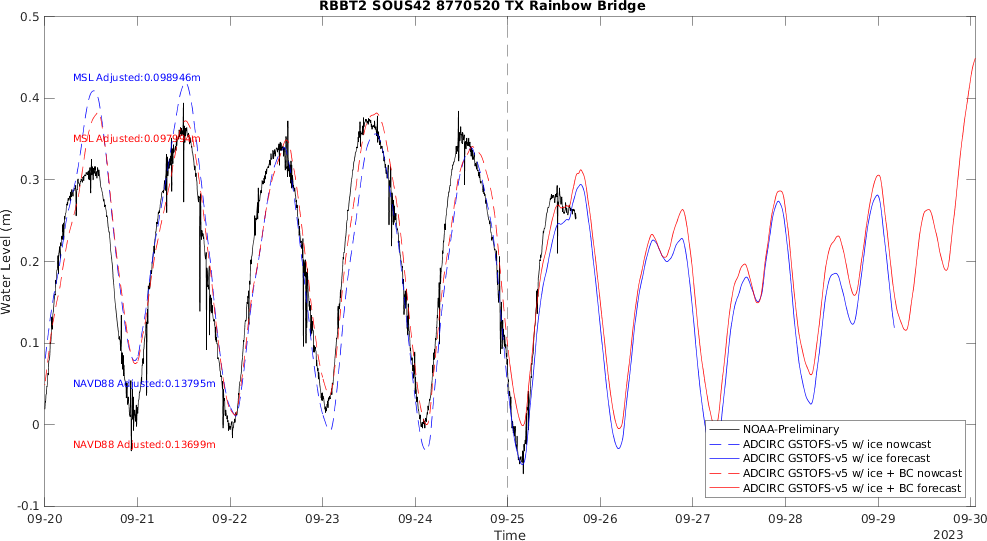 RBBT2 SOUS42 8770520 TX Rainbow Bridge
Water Level (m)
0.5
0.4
0.3
0.2
0.1
0
-0.1
MSL Adjusted:0.098946m
NAVD88 Adjusted:0.13795m
NAVD88 Adjusted:0.13699m
NOAA-Preliminary
ADCIRC GSTOFS-v5 w/ ice nowcast
ADCIRC GSTOFS-v5 w/ ice forecast
ADCIRC GSTOFS-v5 w/ice + BC nowcast
ADCIRC GSTOFS-v5 w/ice + BC forecast
09-20 09-21 09-22 09-23 09-24 09-25 09-26 09-27 09-28 09-29 09-30
Time
2023
MSL Adjusted: